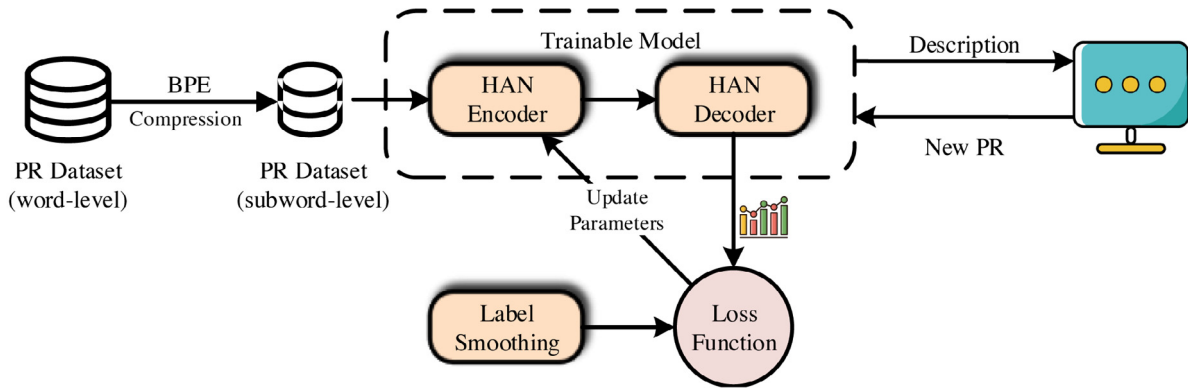 Trainable Model
BPE
Compression
PR Dataset
(word-level)
PR Dataset
(subword-level)
HAN
Encoder
HAN
Decoder
Description
New PR
Update
Parameters
Label
Smoothing
Loss
Function